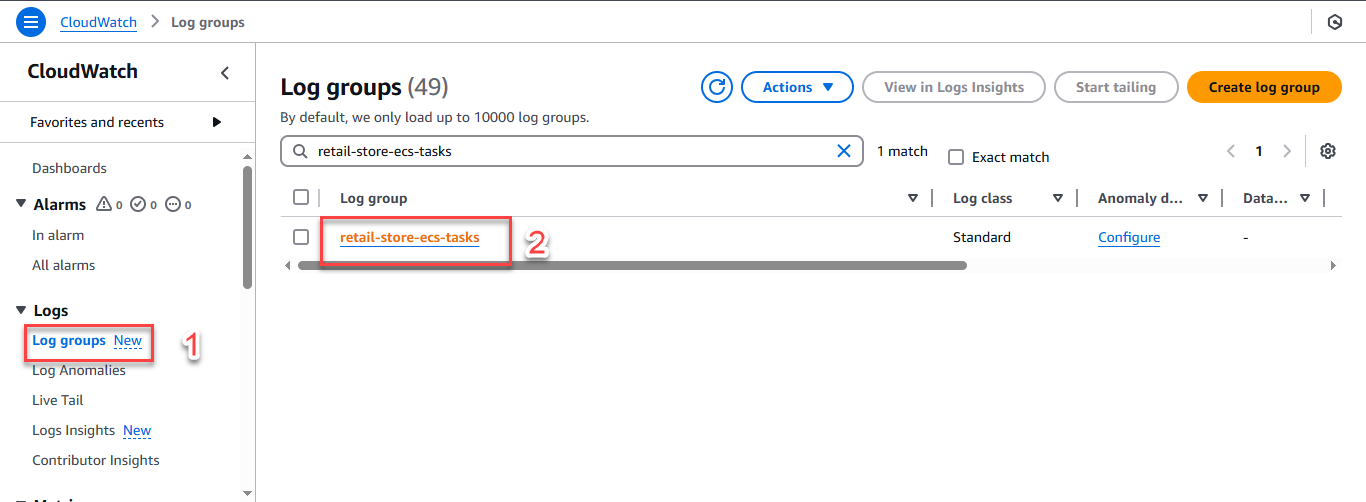 CloudWatch > Log groups
CloudWatch
Favorites and recents
Dashboards
Alarms 0 0 0
In alarm
All alarms
Logs
Log groups New
1
Log Anomalies
Live Tail
Logs Insights New
Contributor Insights
Log groups (49)
Actions
View in Logs Insights
Start tailing
Create log group
By default, we only load up to 10000 log groups.
retail-store-ecs-tasks
1 match
Exact match
1
Log group
Log class
Anomaly d...
Data...
retail-store-ecs-tasks
2
Standard
Configure
-